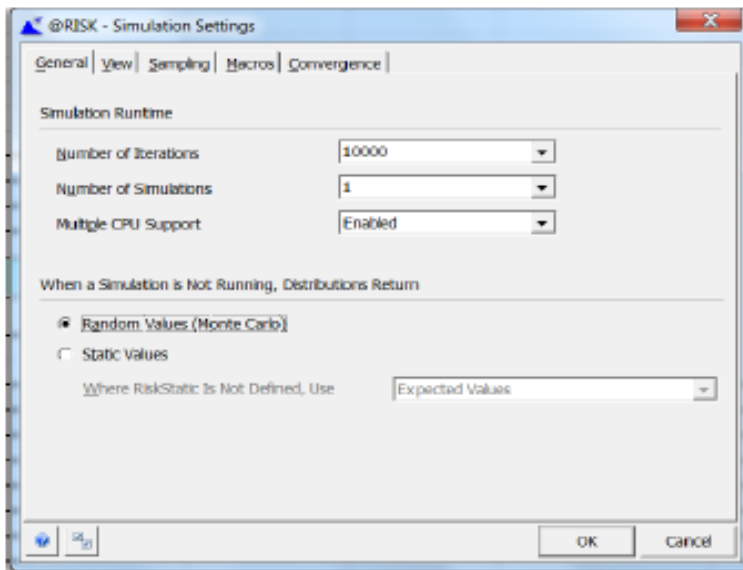 @RISK - Simulation Settings
General View Sampling Macros Convergence
Simulation Runtime
Number of Iterations 10000
Number of Simulations 1
Multiple CPU Support Enabled
When a Simulation is Not Running, Distributions Return
Random Values (Monte Carlo)
Static Values
Where RiskStatic Is Not Defined, Use Expected Values
OK Cancel